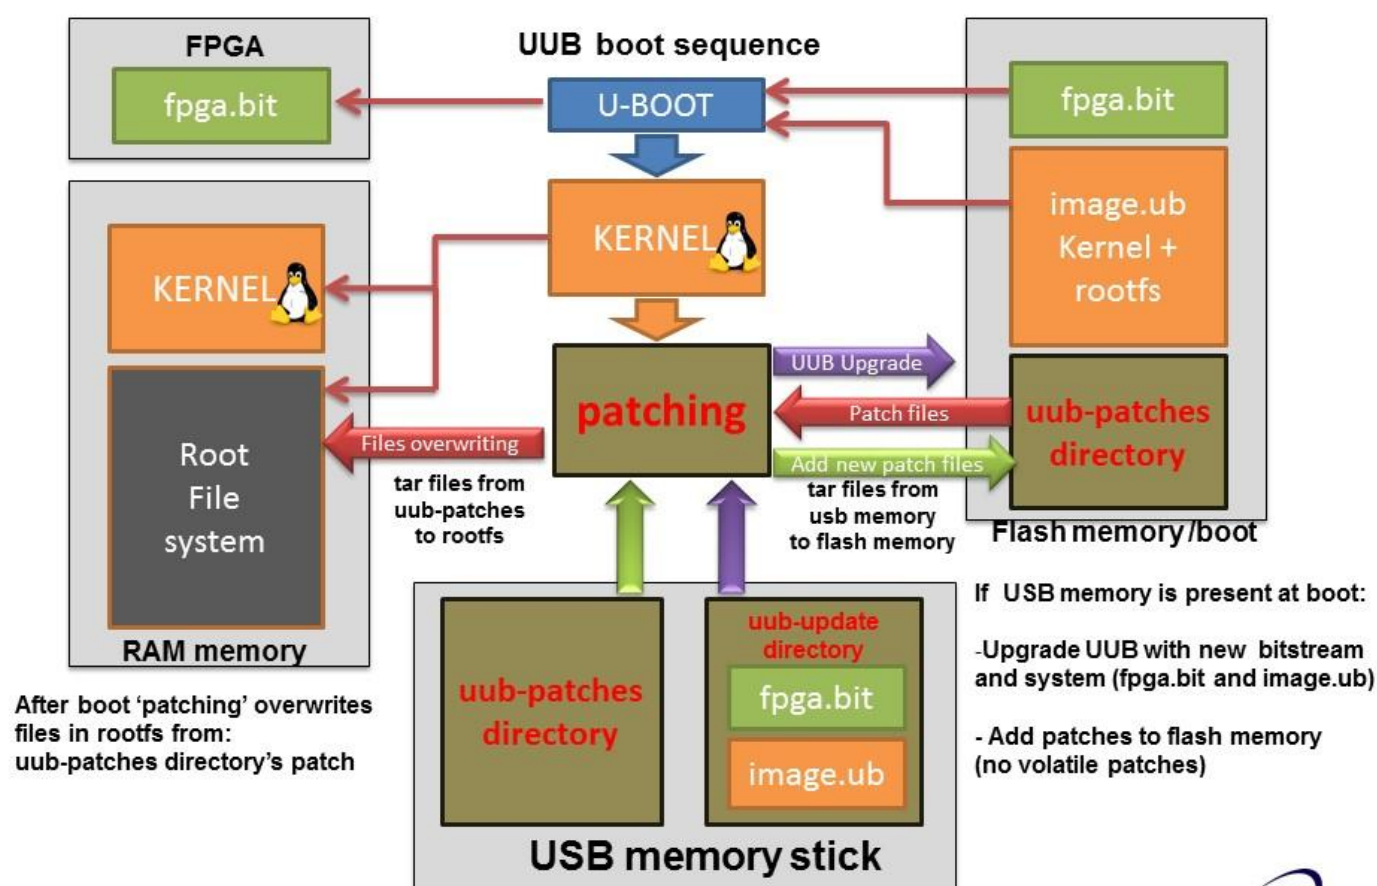 UUB boot sequence
FPGA
fpga.bit
U-BOOT
fpga.bit
image.ub
Kernel +
rootfs
KERNEL
KERNEL
UUB Upgrade
patching
Patch files
uub-patches
directory
Files overwriting
Add new patch files
Root
File
system
tar files from
uub-patches
to rootfs
tar files from
usb memory
to flash memory
Flash memory /boot
RAM memory
uub-patches
directory
uub-update
directory
fpga.bit
image.ub
USB memory stick
After boot ‘patching’ overwrites
files in rootfs from:
uub-patches directory’s patch
If USB memory is present at boot:
-Upgrade UUB with new bitstream
and system (fpga.bit and image.ub)
- Add patches to flash memory
(no volatile patches)